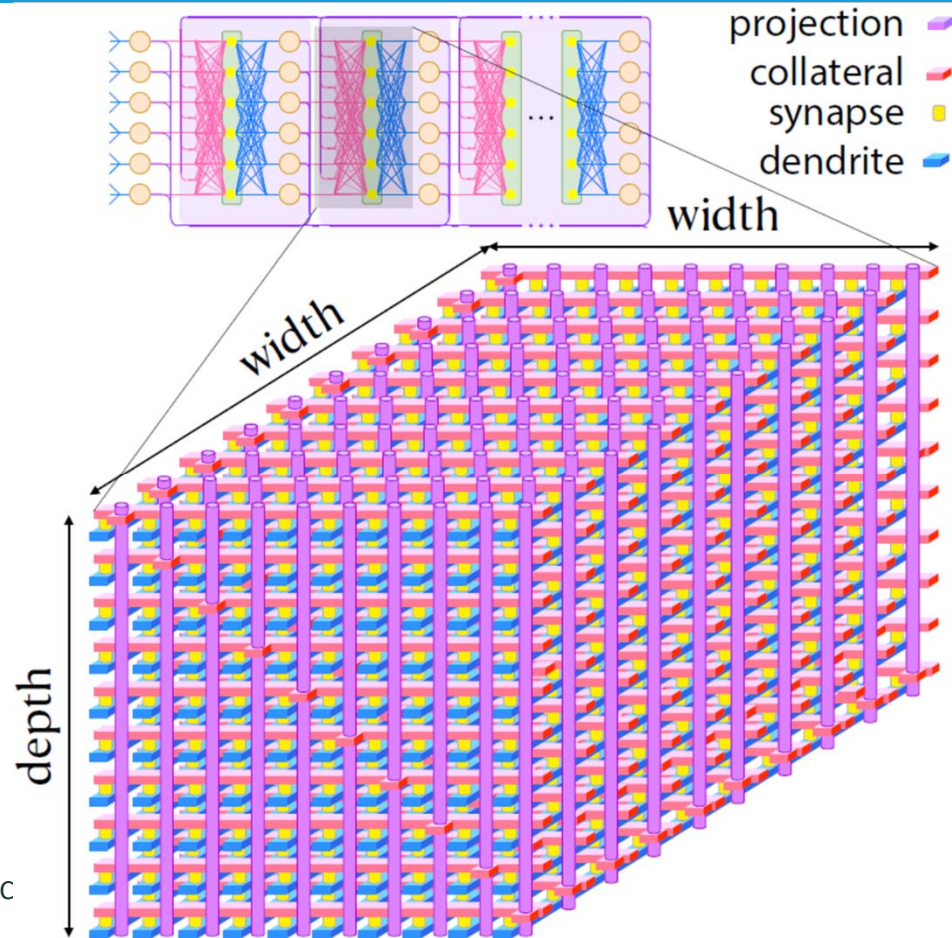 projection
collateral
synapse
dendrite
...
...
...
width
width
depth
C